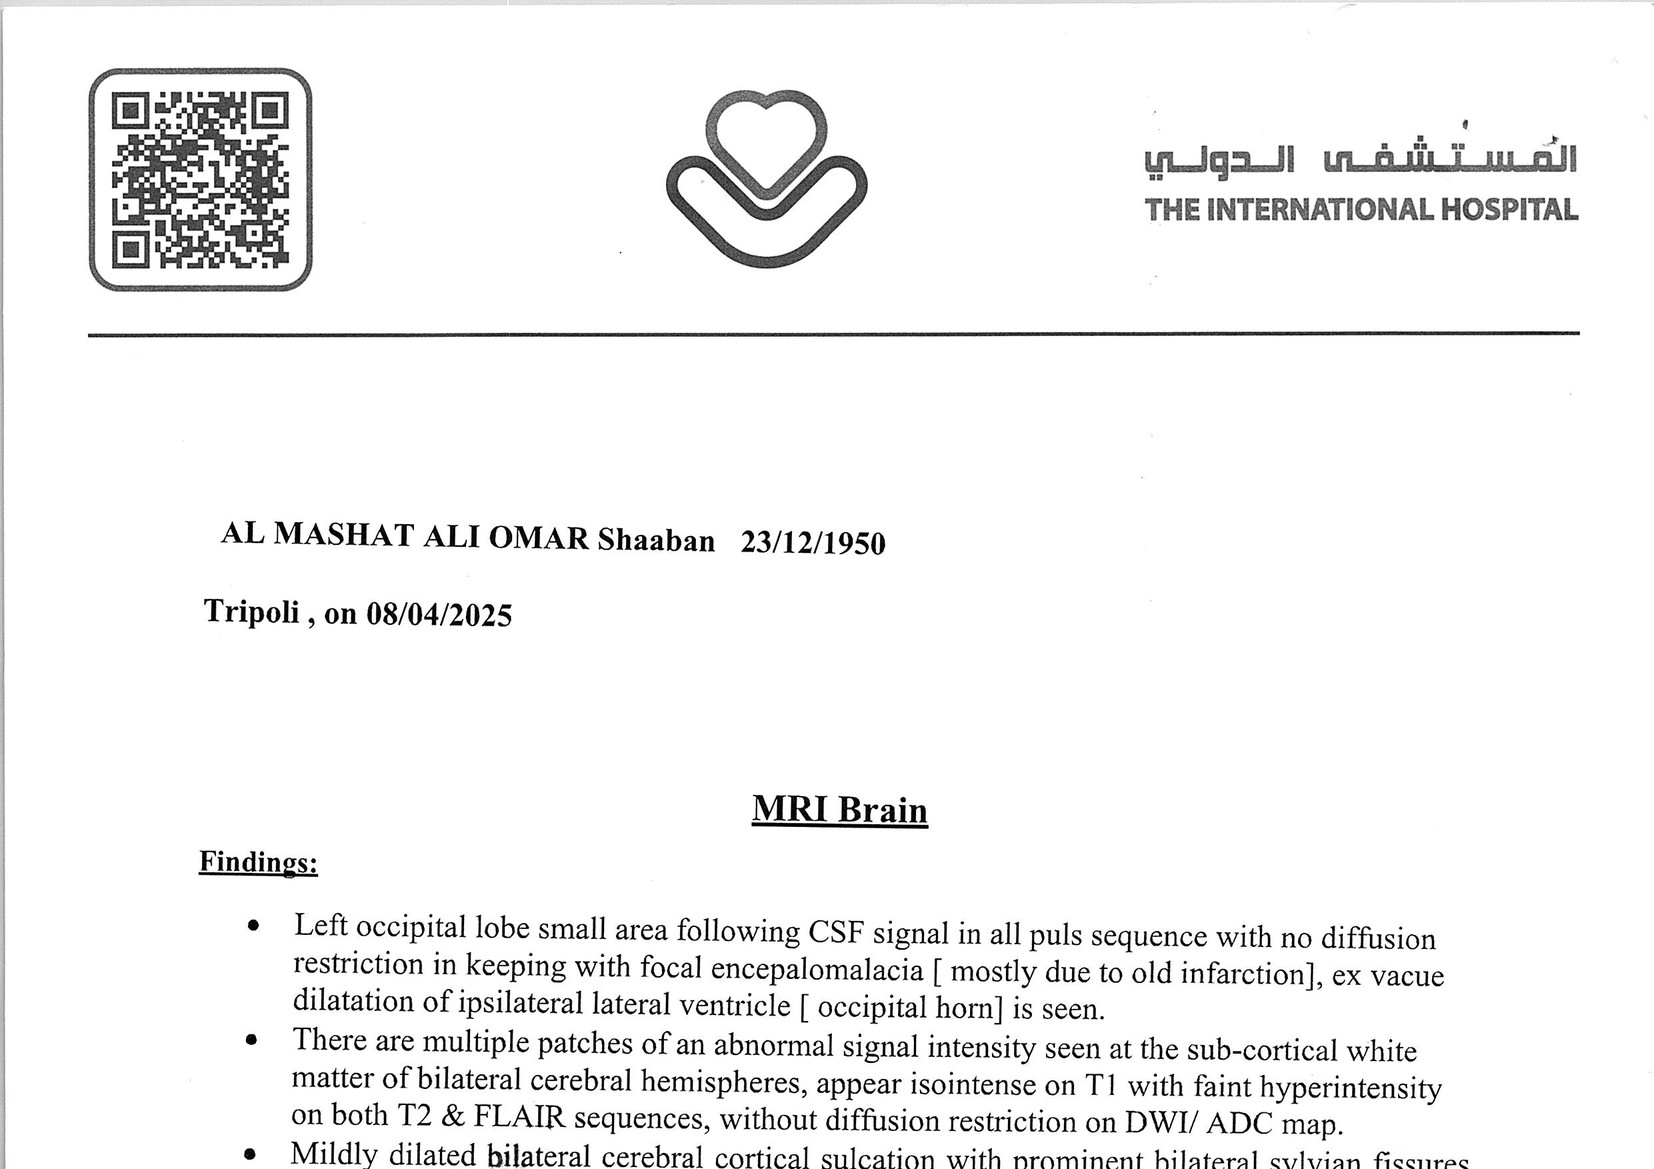 المستشفى الدولي
THE INTERNATIONAL HOSPITAL
AL MASHAT ALI OMAR Shaaban 23/12/1950
Tripoli , on 08/04/2025
MRI Brain
Findings:
• Left occipital lobe small area following CSF signal in all puls sequence with no diffusion
restriction in keeping with focal encepalomalacia [ mostly due to old infarction], ex vacue
dilatation of ipsilateral lateral ventricle [ occipital horn] is seen.
• There are multiple patches of an abnormal signal intensity seen at the sub-cortical white
matter of bilateral cerebral hemispheres, appear isointense on T1 with faint hyperintensity
on both T2 & FLAIR sequences, without diffusion restriction on DWI/ ADC map.
• Mildly dilated bilateral cerebral cortical sulcation with prominent bilateral sylvian fissures